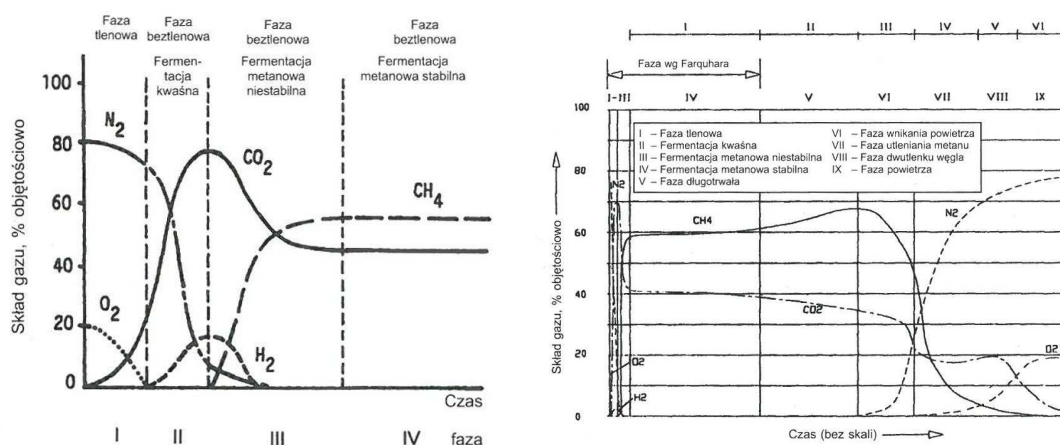 Faza tlenowa
Faza beztlenowa
Faza beztlenowa
Faza beztlenowa
Fermen-
tacja
kwaśna
Fermentacja
metanowa
niestabilna
Fermentacja
metanowa stabilna
Skład gazu, % objętościowo
100
80
60
40
20
0
N2
O2
CO2
H2
CH4
Czas
I II III IV faza
I II III IV V VI
Faza wg Farquhara
I-III IV V VI VII VIII IX
I – Faza tlenowa
II – Fermentacja kwaśna
III – Fermentacja metanowa niestabilna
IV – Fermentacja metanowa stabilna
V – Faza długotrwała
VI – Faza wnikania powietrza
VII – Faza utleniania metanu
VIII – Faza dwutlenku węgla
IX – Faza powietrza
Skład gazu, % objętościowo
100
80
60
40
20
0
N2
CH4
CO2
O2
H2
N2
O2
Czas (bez skali)